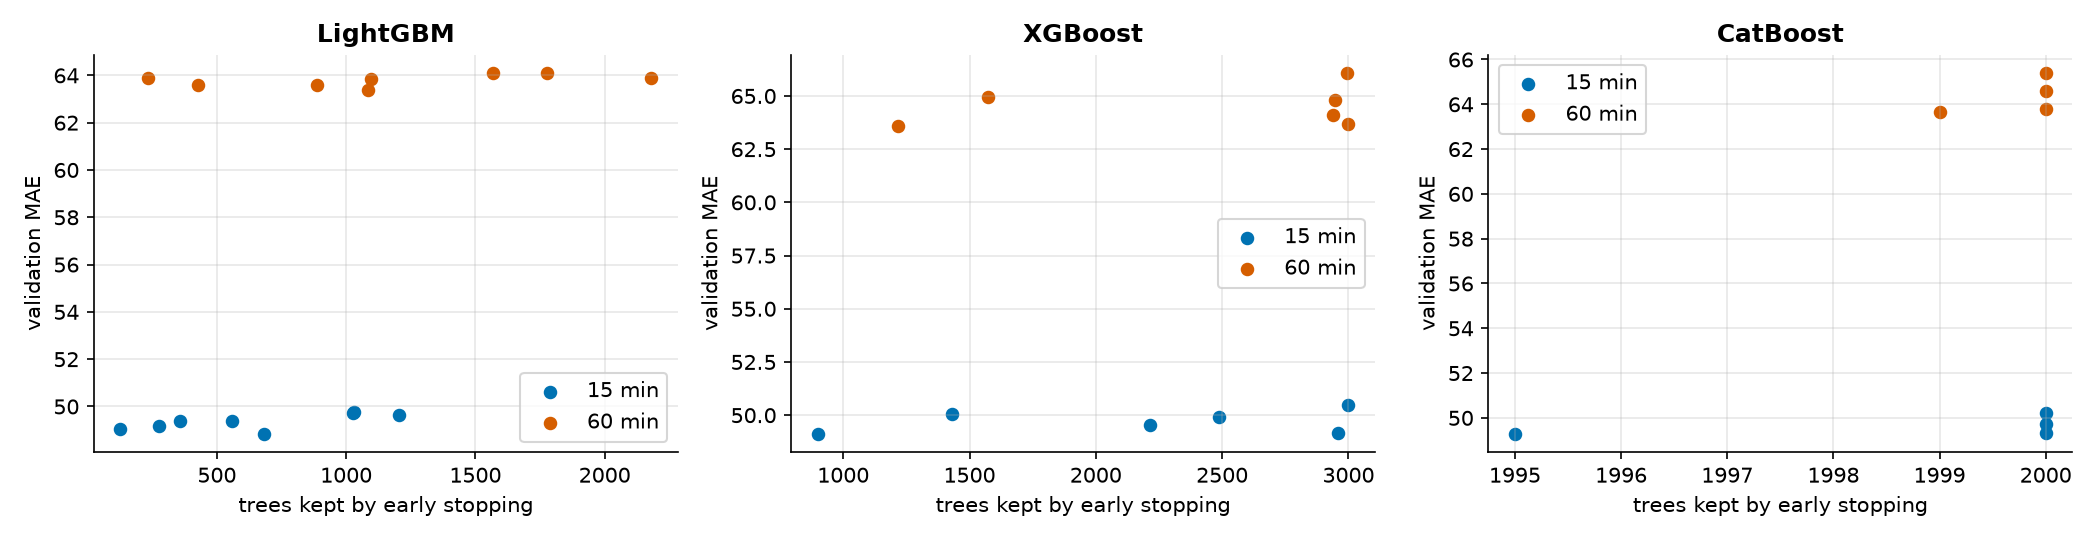 LightGBM
validation MAE
64
62
60
58
56
54
52
50
500
1000
1500
2000
trees kept by early stopping
15 min
60 min
XGBoost
validation MAE
65.0
62.5
60.0
57.5
55.0
52.5
50.0
1000
1500
2000
2500
3000
trees kept by early stopping
15 min
60 min
CatBoost
validation MAE
66
64
62
60
58
56
54
52
50
1995
1996
1997
1998
1999
2000
trees kept by early stopping
15 min
60 min